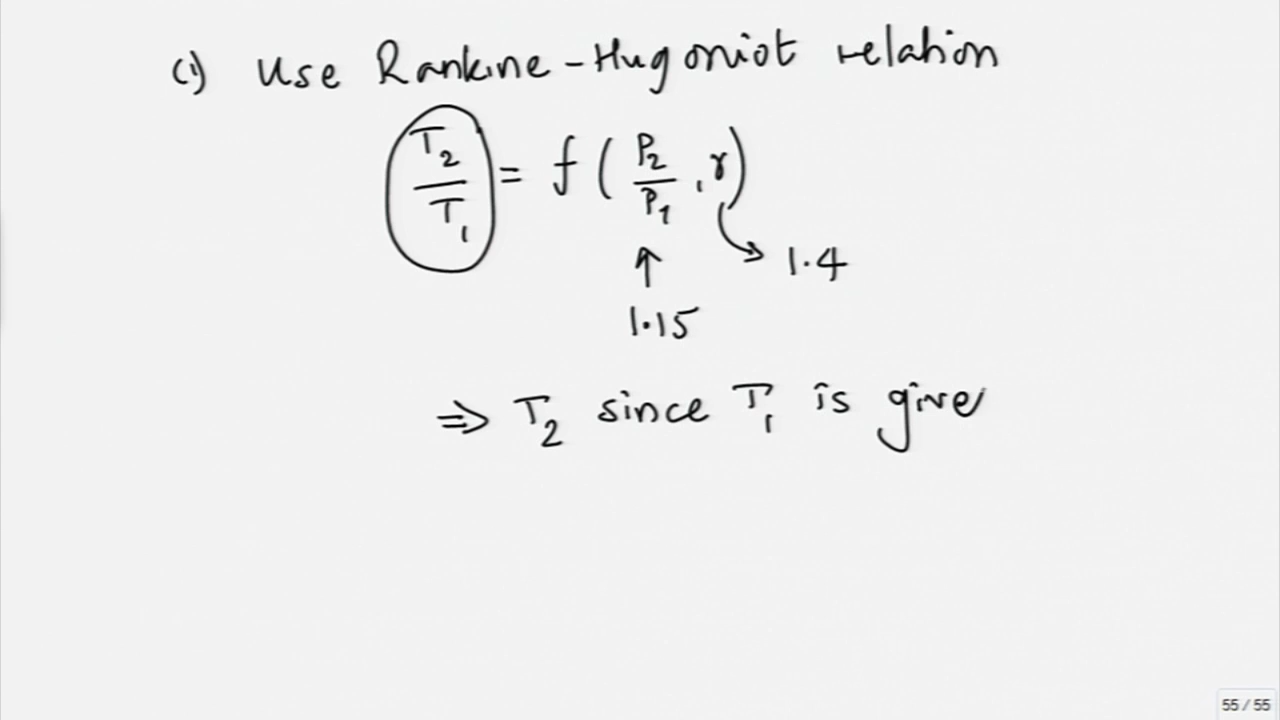 (i) Use Rankine-Hugoniot relation
T2/T1 = f(P2/P1, γ)
1.4
1.15
⇒ T2 since T1 is give
55 / 55